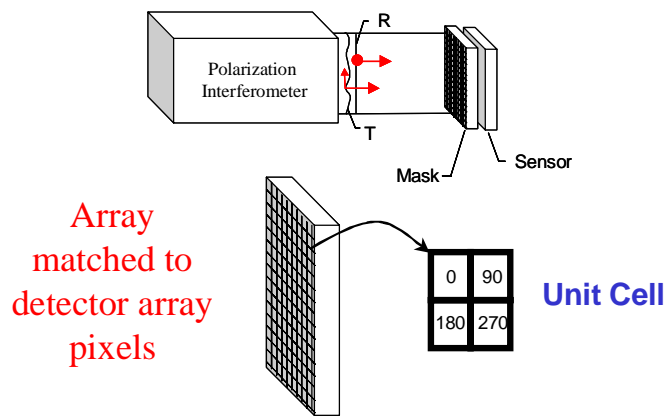 R
Polarization
Interferometer
T
Sensor
Mask
Array
matched to
detector array
pixels
0 90
180 270
Unit Cell